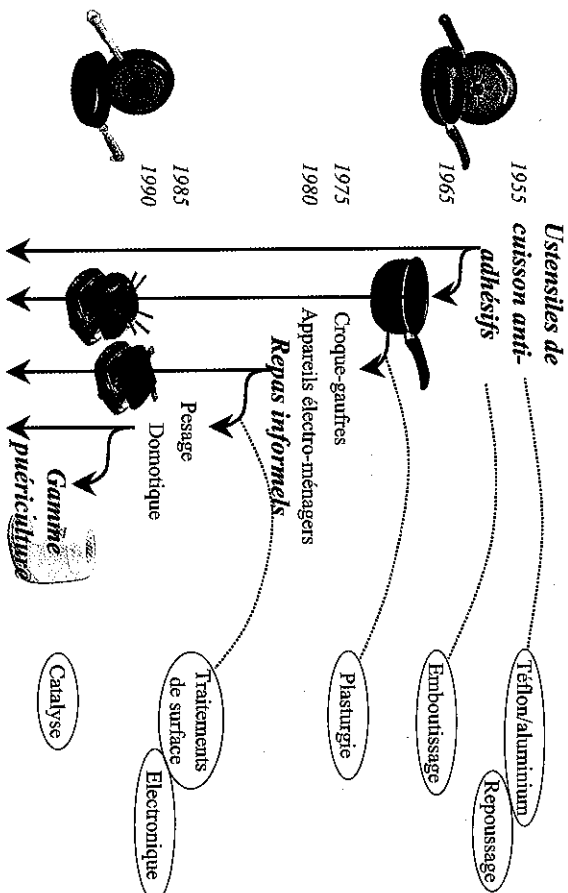 1955
1965
1975
1980
1985
1990
Ustensiles de
cuisson anti-
adhésifs
Croque-gaufres
Appareils électro-ménagers
Repas informels
Pesage
Domotique
Gamme
puériculture
Téflon/aluminium
Repoussage
Emboutissage
Plasturgie
Traitements
de surface
Electronique
Catalyse